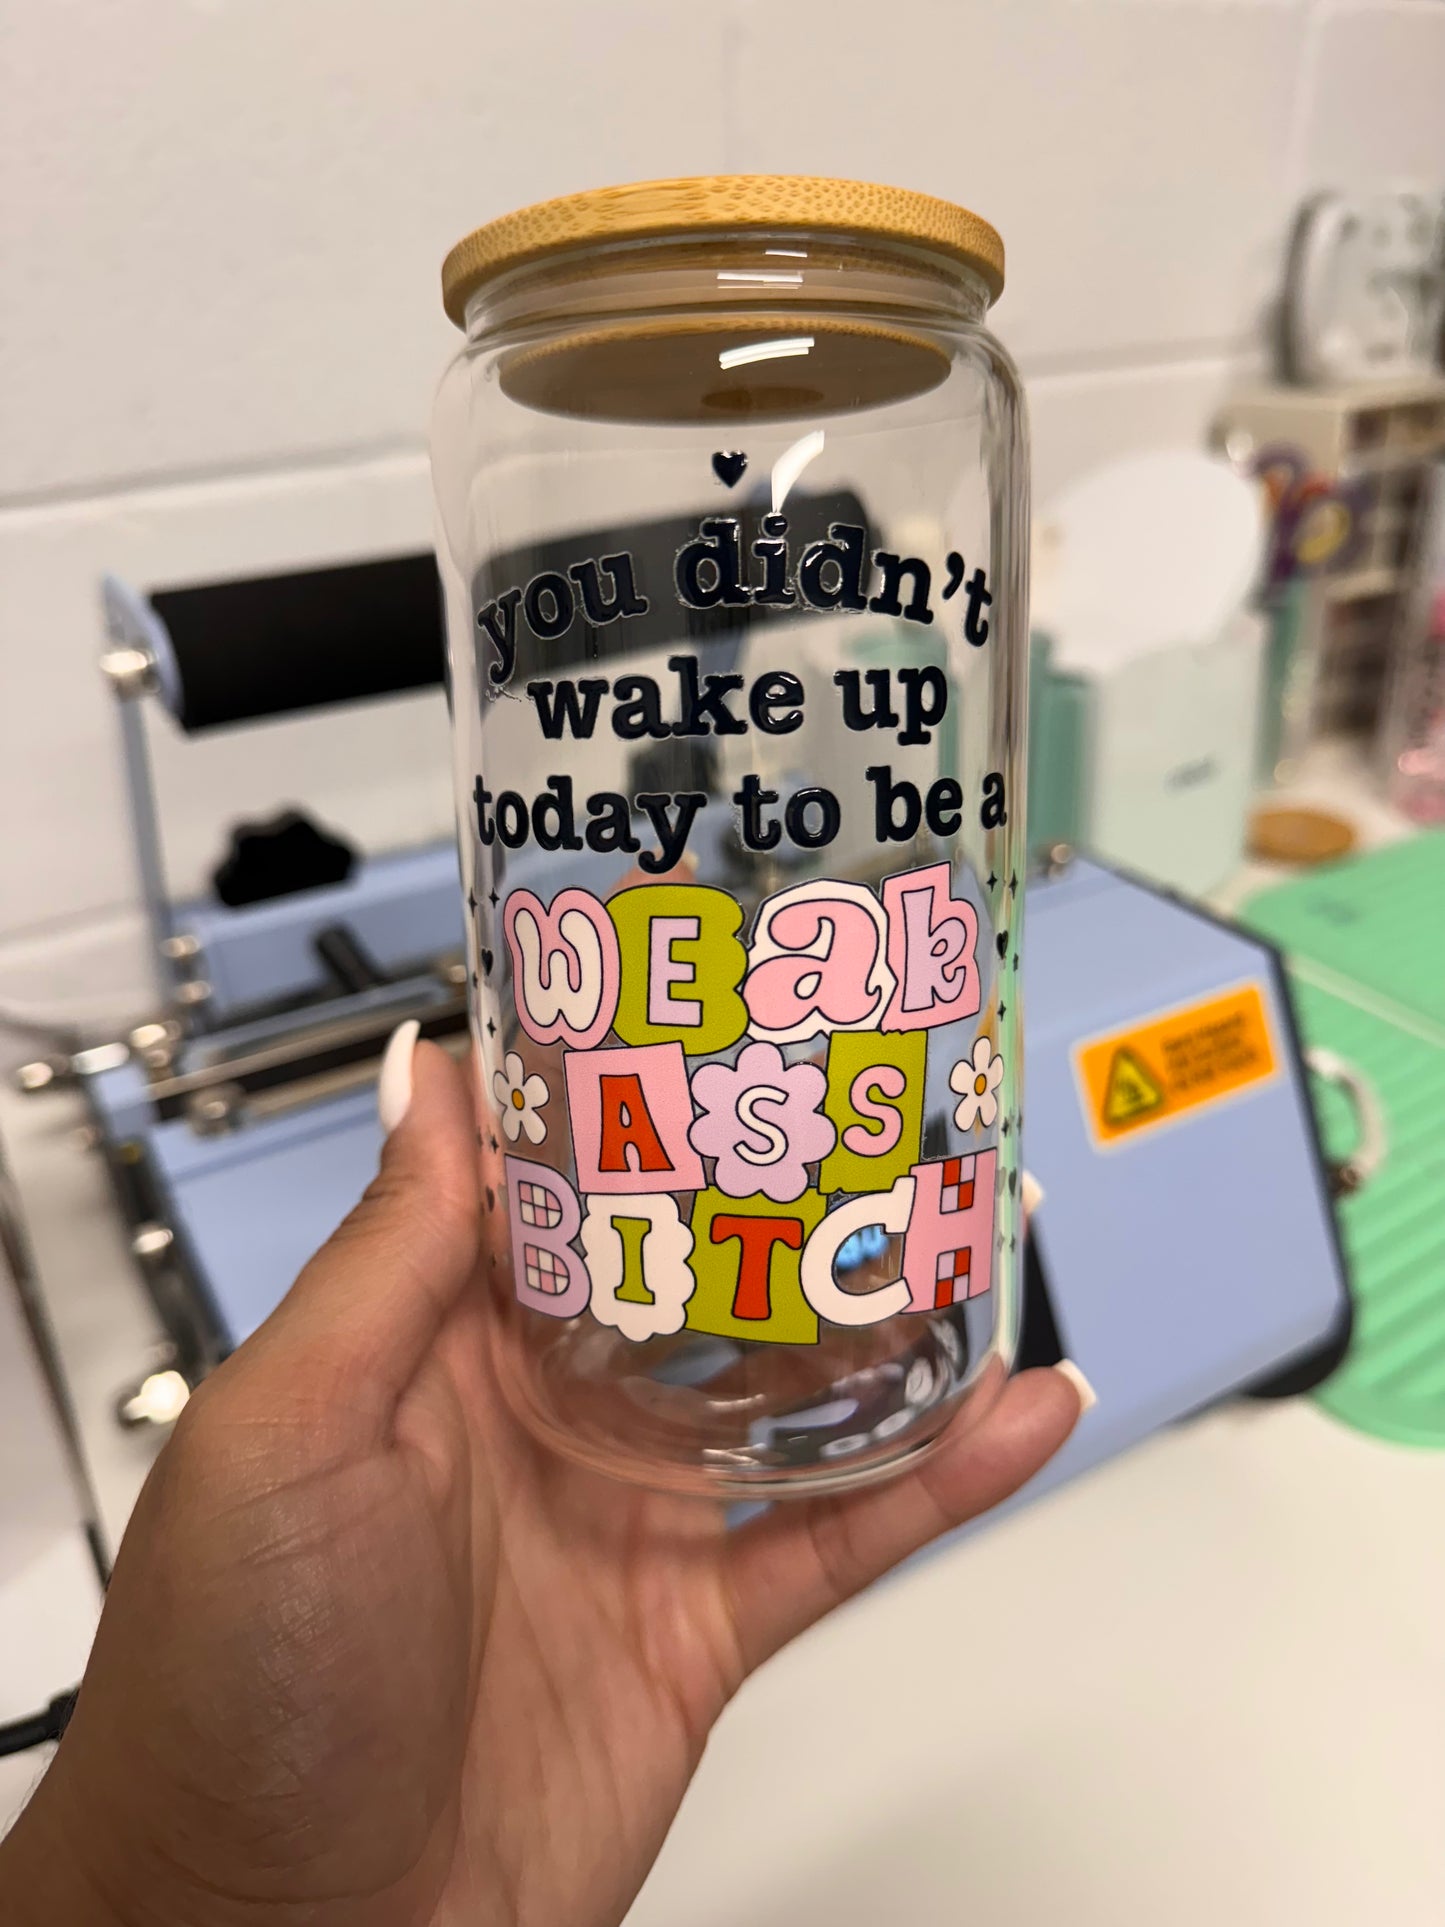 you didn't
wake up
today to be a
WEak
ASS
BITCH